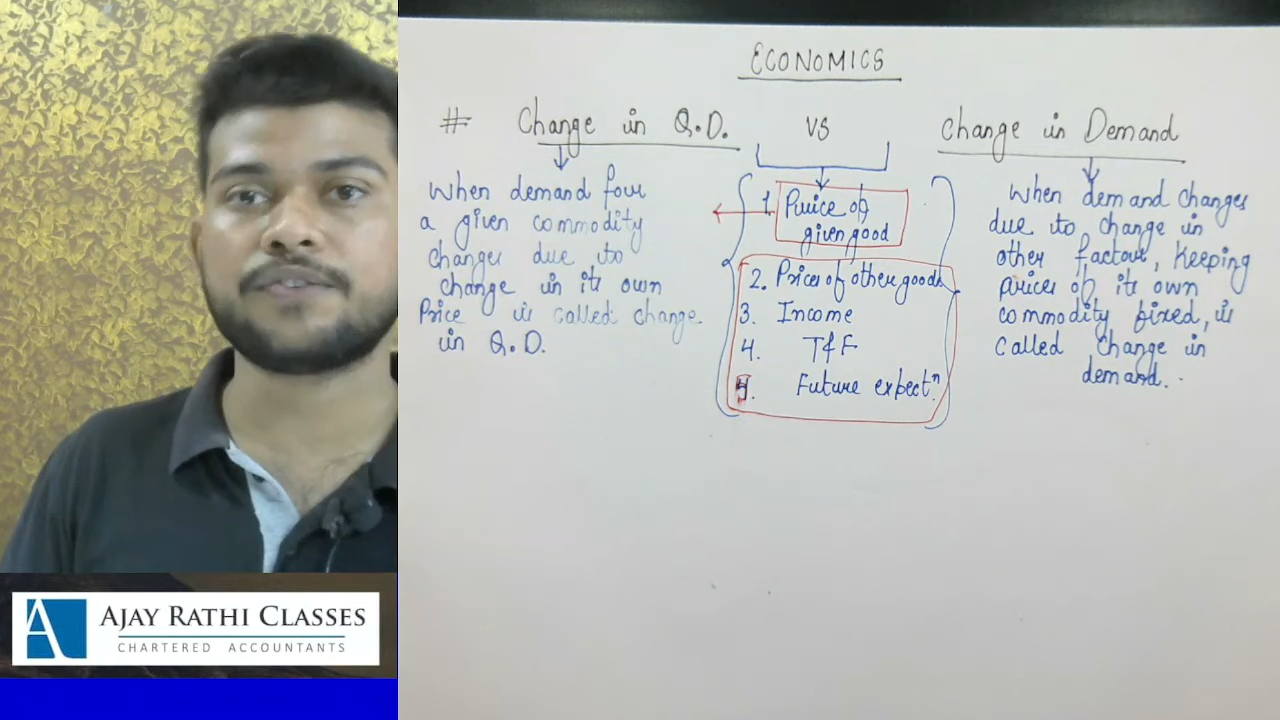 ECONOMICS
# Change in Q.D. VS Change in Demand
When demand for
a given commodity
changes due to
change in its own
Price is called change
in Q.D.
1. Price of
given good
2. Prices of other goods
3. Income
4. T&F
4. Future expectn.
When demand changes
due to change in
other factor, Keeping
prices of its own
commodity fixed, is
called change in
demand.
AJAY RATHI CLASSES
CHARTERED ACCOUNTANTS